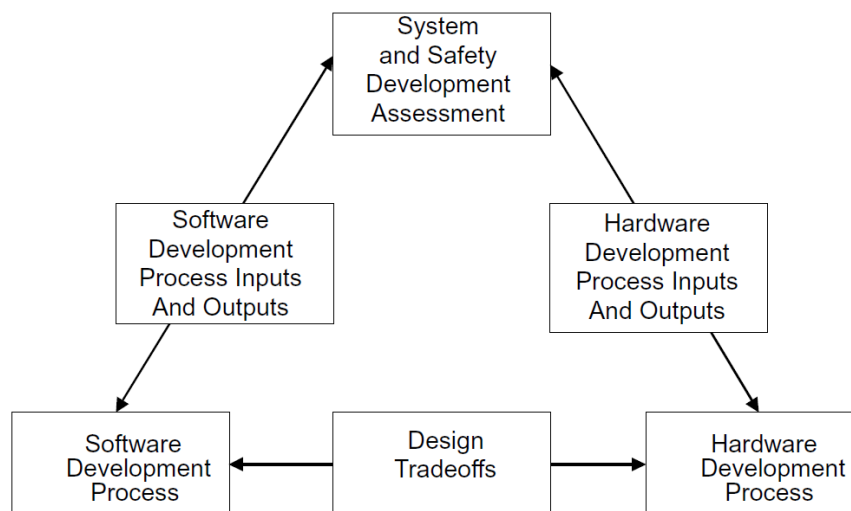 System
and Safety
Development
Assessment
Software
Development
Process Inputs
And Outputs
Hardware
Development
Process Inputs
And Outputs
Software
Development
Process
Design
Tradeoffs
Hardware
Development
Process